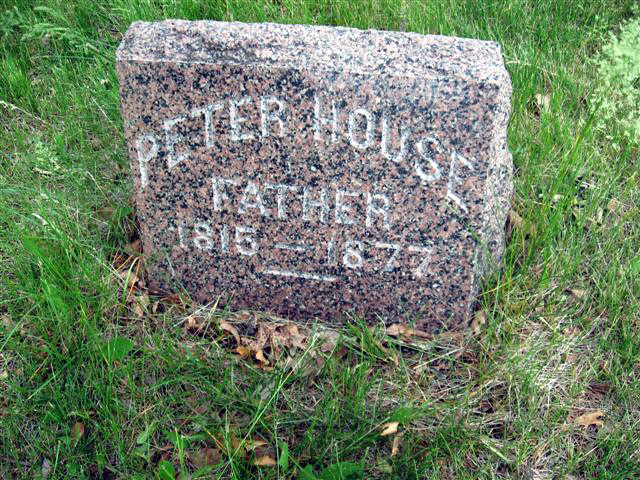 PETER HOUSE
FATHER
1815 — 1877